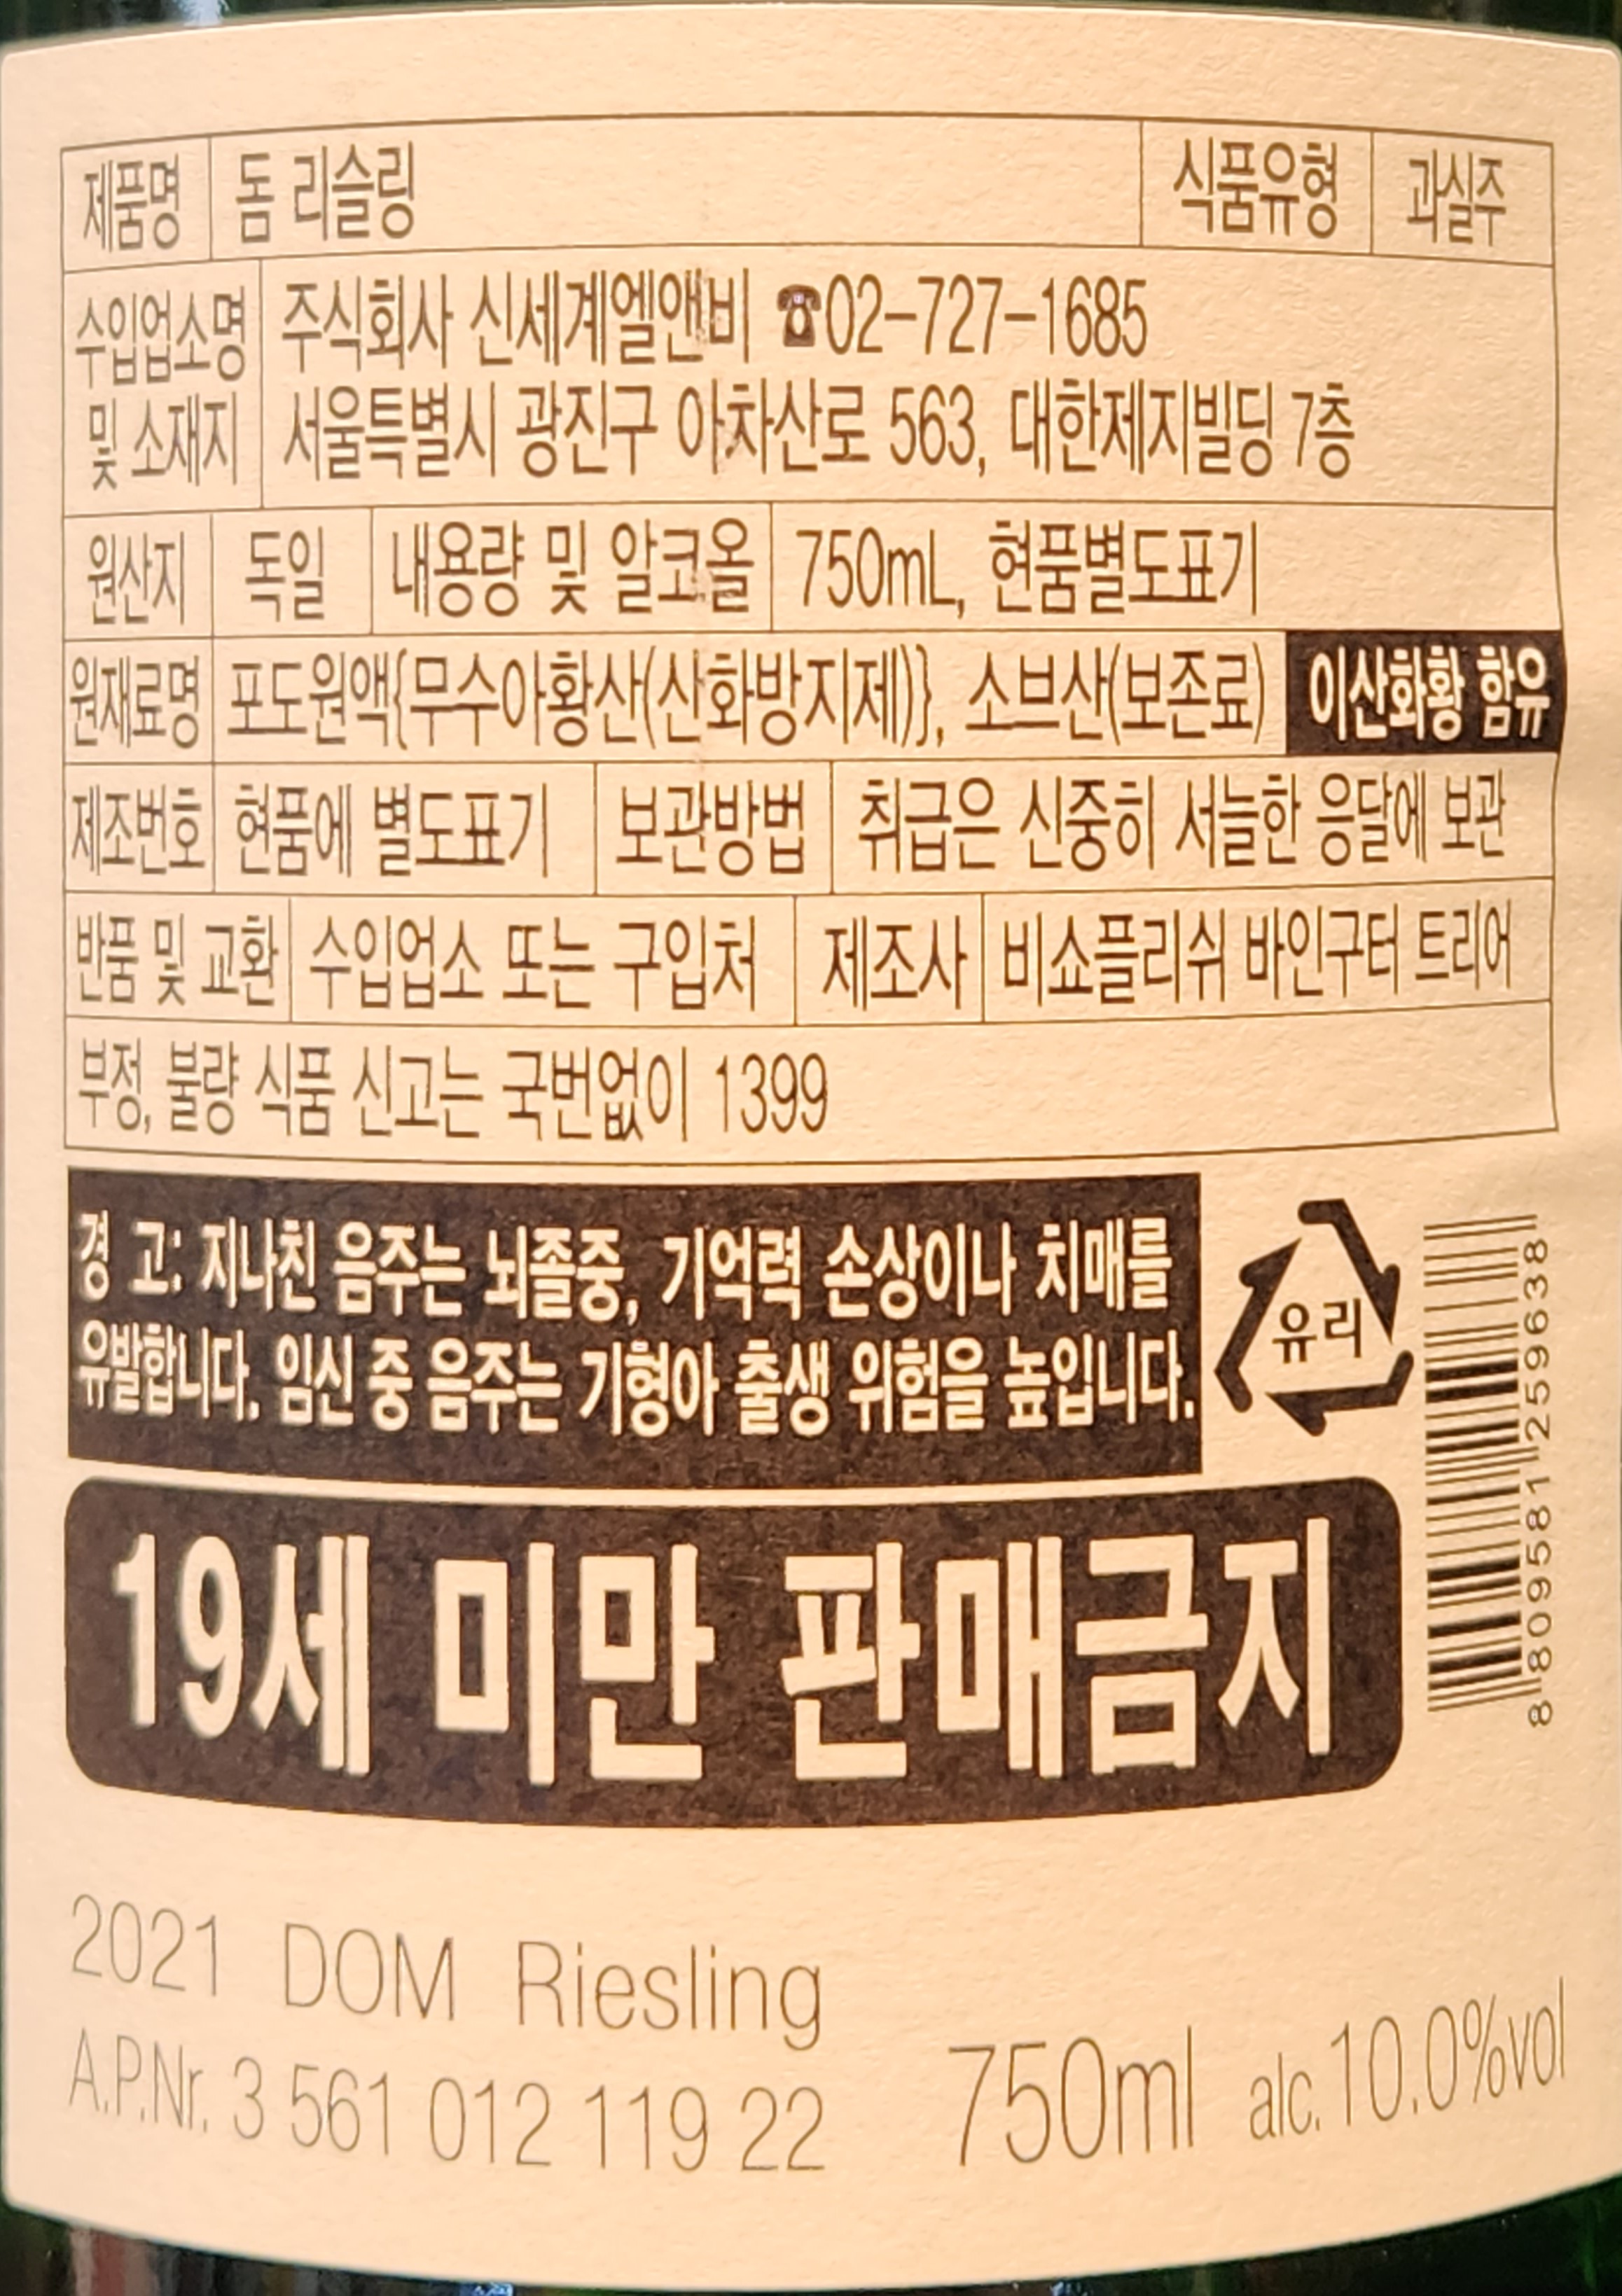 제품명 돔 리슬링 식품유형 과실주
수입업소명 및 소재지 주식회사 신세계엘앤비 ☎02-727-1685
서울특별시 광진구 아차산로 563, 대한제지빌딩 7층
원산지 독일 내용량 및 알코올 750mL, 현품별도표기
원재료명 포도원액{무수아황산(산화방지제)}, 소브산(보존료) 이산화황 함유
제조번호 현품에 별도표기 보관방법 취급은 신중히 서늘한 응달에 보관
반품 및 교환 수입업소 또는 구입처 제조사 비쇼플리쉬 바인구터 트리어
부정, 불량 식품 신고는 국번없이 1399
경 고: 지나친 음주는 뇌졸중, 기억력 손상이나 치매를
유발합니다. 임신 중 음주는 기형아 출생 위험을 높입니다.
유리
8809581259638
19세 미만 판매금지
2021 DOM Riesling
A.P.Nr. 3 561 012 119 22 750ml alc.10.0%vol